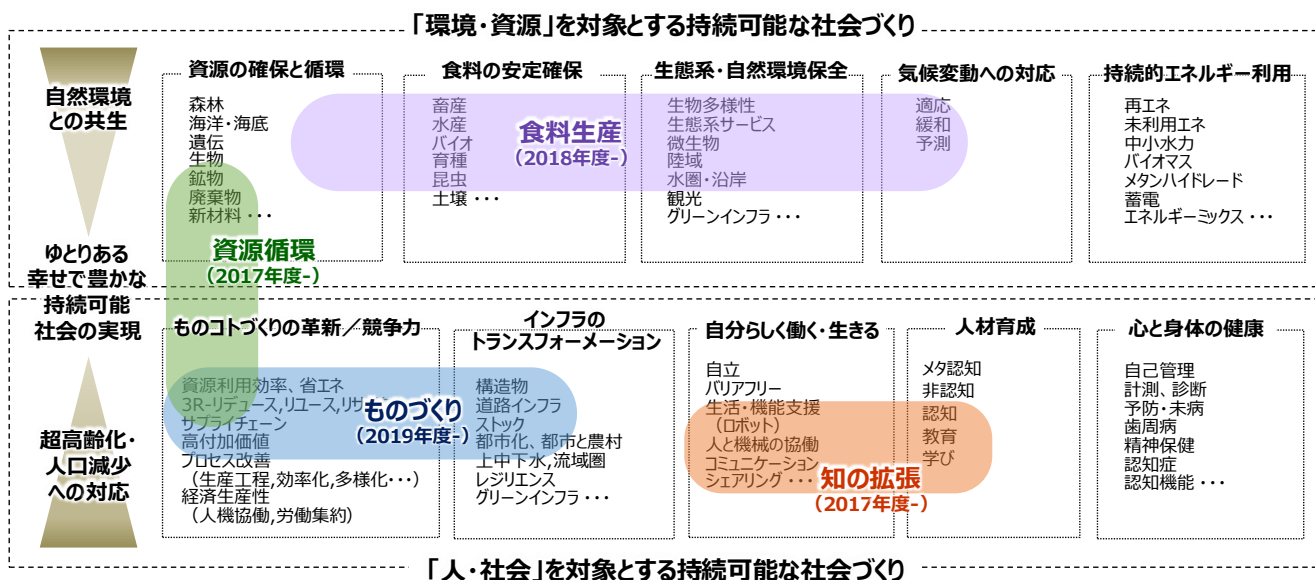 「環境・資源」を対象とする持続可能な社会づくり
自然環境
との共生
ゆとりある
幸せで豊かな
持続可能
社会の実現
超高齢化・
人口減少
への対応
資源の確保と循環
森林
海洋・海底
遺伝
生物
鉱物
廃棄物
新材料・・・
食料の安定確保
畜産
水産
バイオ
育種
昆虫
土壌・・・
生態系・自然環境保全
生物多様性
生態系サービス
微生物
陸域
水圏・沿岸
観光
グリーンインフラ・・・
気候変動への対応
適応
緩和
予測
持続的エネルギー利用
再エネ
未利用エネ
中小水力
バイオマス
メタンハイドレード
蓄電
エネルギーミックス・・・
食料生産
（2018年度-）
資源循環
（2017年度-）
ものコトづくりの革新／競争力
資源利用効率、省エネ
3R-リデュース,リユース,リサ
サプライチェーン
高付加価値
プロセス改善
（生産工程,効率化,多様化・・・）
経済生産性
（人機協働,労働集約）
インフラの
トランスフォーメーション
構造物
道路インフラ
ストック
都市化、都市と農村
上中下水,流域圏
レジリエンス
グリーンインフラ・・・
ものづくり
（2019年度-）
自分らしく働く・生きる
自立
バリアフリー
生活・機能支援
（ロボット）
人と機械の協働
コミュニケーション
シェアリング・・・
人材育成
メタ認知
非認知
認知
教育
学び
知の拡張
（2017年度-）
心と身体の健康
自己管理
計測、診断
予防・未病
歯周病
精神保健
認知症
認知機能・・・
「人・社会」を対象とする持続可能な社会づくり